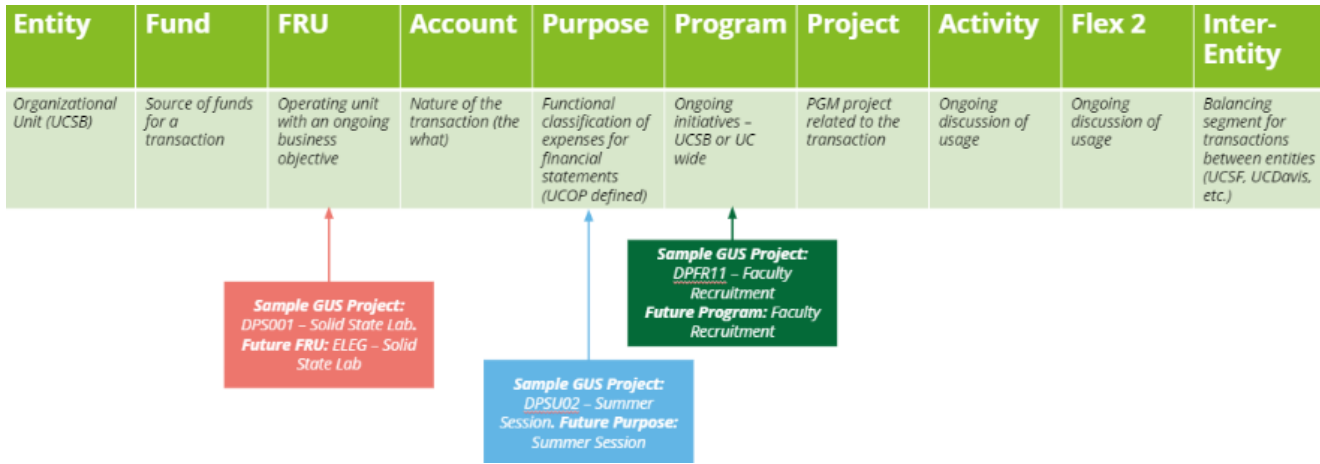 Entity
Fund
FRU
Account
Purpose
Program
Project
Activity
Flex 2
Inter-
Entity
Organizational
Unit (UCSB)
Source of funds
for a
transaction
Operating unit
with an ongoing
business
objective
Nature of the
transaction (the
what)
Functional
classification of
expenses for
financial
statements
(UCOP defined)
Ongoing
initiatives –
UCSB or UC
wide
PGM project
related to the
transaction
Ongoing
discussion of
usage
Ongoing
discussion of
usage
Balancing
segment for
transactions
between entities
(UCSF, UCDavis,
etc.)
Sample GUS Project:
DPS001 – Solid State Lab.
Future FRU: ELEG – Solid
State Lab
Sample GUS Project:
DPSU02 – Summer
Session. Future Purpose:
Summer Session
Sample GUS Project:
DPFR11 – Faculty
Recruitment
Future Program: Faculty
Recruitment